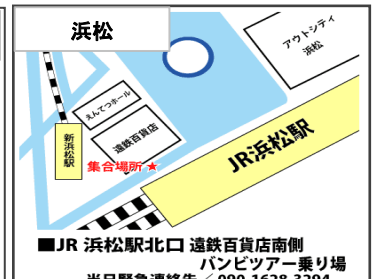 浜松
アクトシティ
浜松
えんてつホール
遠鉄百貨店
新浜松駅
集合場所 ★
JR浜松駅
■JR 浜松駅北口 遠鉄百貨店南側
バンビツアー乗り場